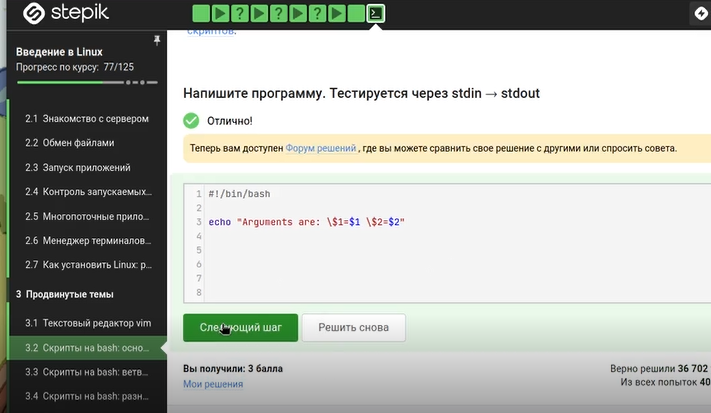 stepik
скриптов.
Введение в Linux
Прогресс по курсу: 77/125
2.1 Знакомство с сервером
2.2 Обмен файлами
2.3 Запуск приложений
2.4 Контроль запускаемых...
2.5 Многопоточные прило...
2.6 Менеджер терминалов...
2.7 Как установить Linux: р...
3 Продвинутые темы
3.1 Текстовый редактор vim
3.2 Скрипты на bash: осно...
3.3 Скрипты на bash: ветв...
3.4 Скрипты на bash: разн...
Напишите программу. Тестируется через stdin → stdout
Отлично!
Теперь вам доступен Форум решений , где вы можете сравнить свое решение с другими или спросить совета.
1 #!/bin/bash
2
3 echo "Arguments are: \$1=$1 \$2=$2"
4
5
6
7
8
Следующий шаг Решить снова
Вы получили: 3 балла
Мои решения
Верно решили 36 702
Из всех попыток 40